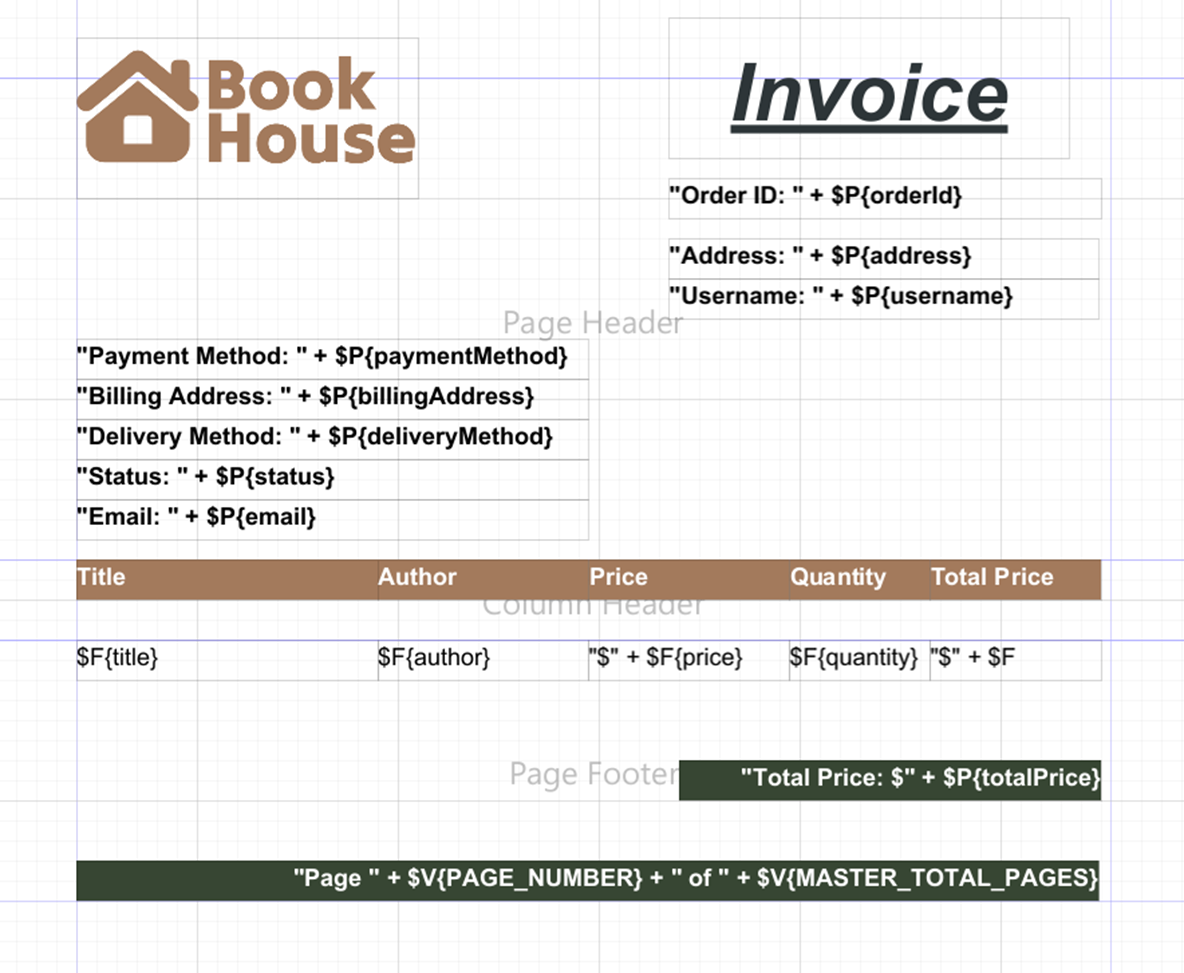 Book
House
Invoice
"Order ID: " + $P{orderId}
"Address: " + $P{address}
"Username: " + $P{username}
Page Header
"Payment Method: " + $P{paymentMethod}
"Billing Address: " + $P{billingAddress}
"Delivery Method: " + $P{deliveryMethod}
"Status: " + $P{status}
"Email: " + $P{email}
Title Author Price Quantity Total Price
Column Header
$F{title} $F{author} "$" + $F{price} $F{quantity} "$" + $F
Page Footer "Total Price: $" + $P{totalPrice}
"Page " + $V{PAGE_NUMBER} + " of " + $V{MASTER_TOTAL_PAGES}